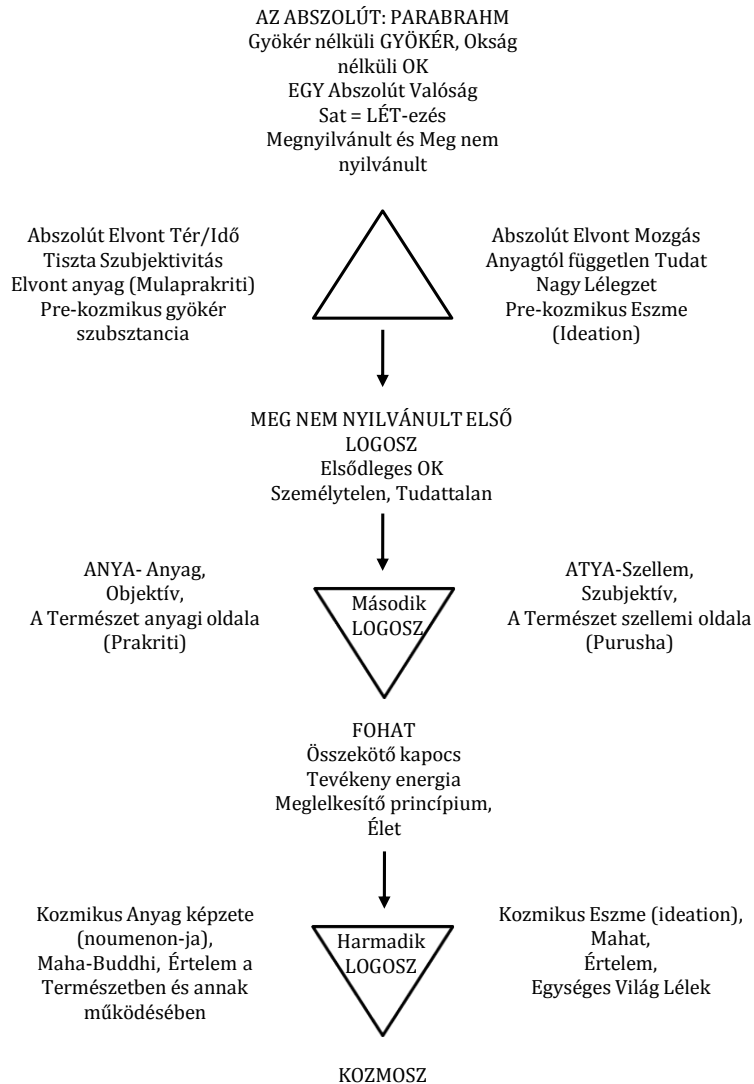 AZ ABSZOLÚT: PARABRAHM
Gyökér nélküli GYÖKÉR, Okság
nélküli OK
EGY Abszolút Valóság
Sat = LÉT-ezés
Megnyilvánult és Meg nem
nyilvánult
Abszolút Elvont Tér/Idő
Tiszta Szubjektivitás
Elvont anyag (Mulaprakriti)
Pre-kozmikus gyökér
szubsztancia
Abszolút Elvont Mozgás
Anyagtól független Tudat
Nagy Lélegzet
Pre-kozmikus Eszme
(Ideation)
MEG NEM NYILVÁNULT ELSŐ
LOGOSZ
Elsődleges OK
Személytelen, Tudattalan
ANYA- Anyag,
Objektív,
A Természet anyagi oldala
(Prakriti)
Második
LOGOSZ
ATYA-Szellem,
Szubjektív,
A Természet szellemi oldala
(Purusha)
FOHAT
Összekötő kapocs
Tevékeny energia
Meglelkesítő princípium,
Élet
Kozmikus Anyag képzete
(noumenon-ja),
Maha-Buddhi, Értelem a
Természetben és annak
működésében
Harmadik
LOGOSZ
Kozmikus Eszme (ideation),
Mahat,
Értelem,
Egységes Világ Lélek
KOZMOSZ